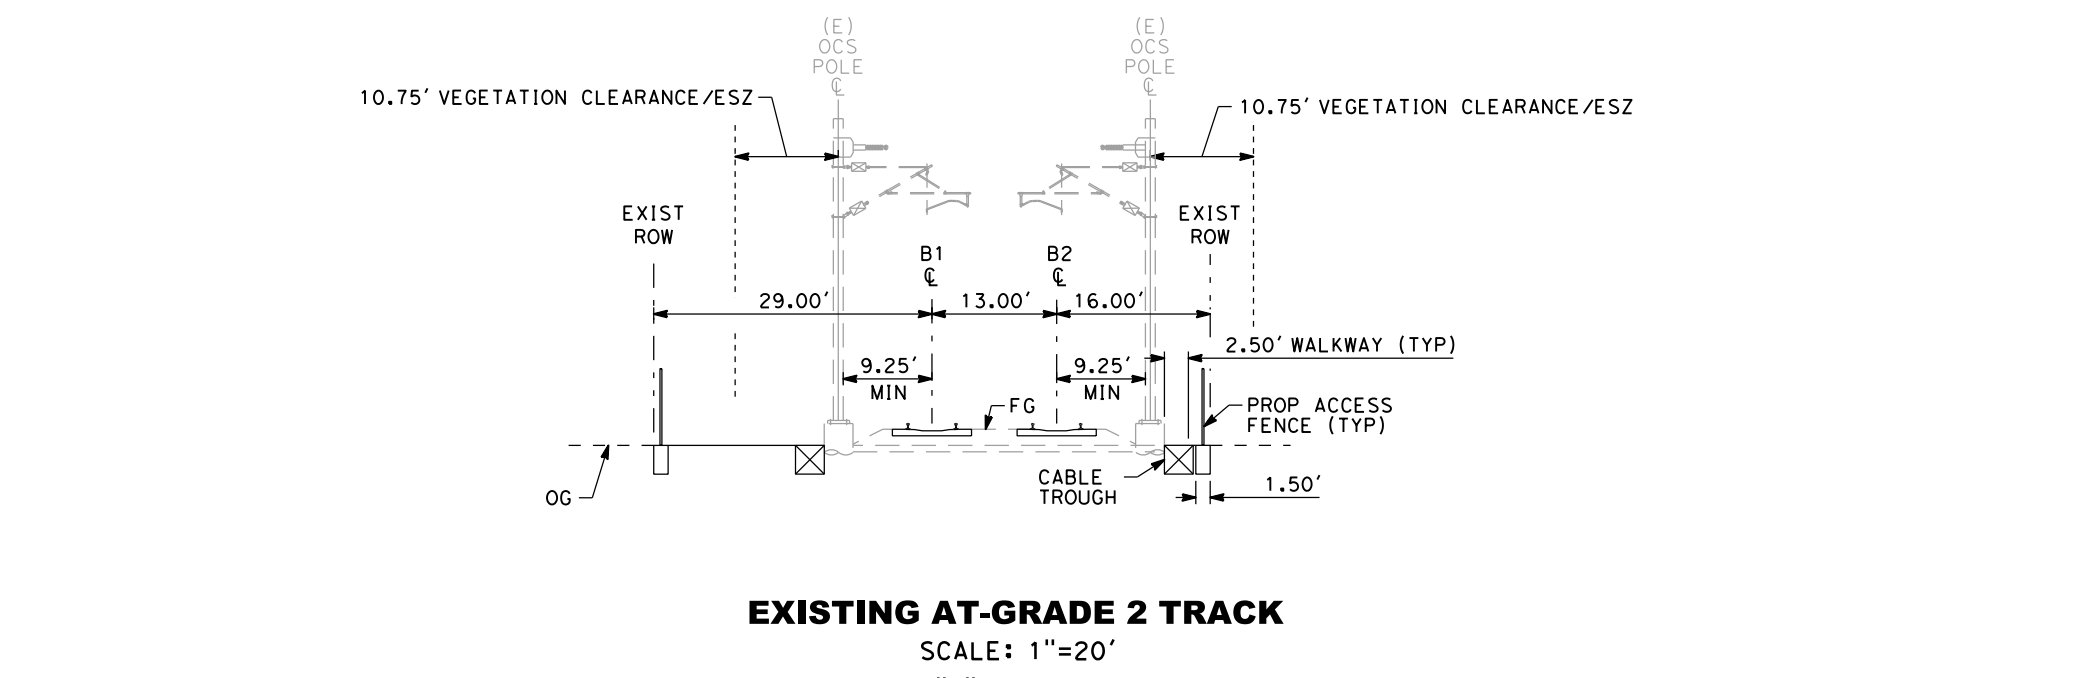 (E)
OCS
POLE
℄
(E)
OCS
POLE
℄
10.75' VEGETATION CLEARANCE/ESZ
10.75' VEGETATION CLEARANCE/ESZ
EXIST
ROW
EXIST
ROW
B1
℄
B2
℄
29.00'
13.00'
16.00'
2.50' WALKWAY (TYP)
9.25'
MIN
9.25'
MIN
FG
PROP ACCESS
FENCE (TYP)
OG
CABLE
TROUGH
1.50'
EXISTING AT-GRADE 2 TRACK
SCALE: 1"=20'